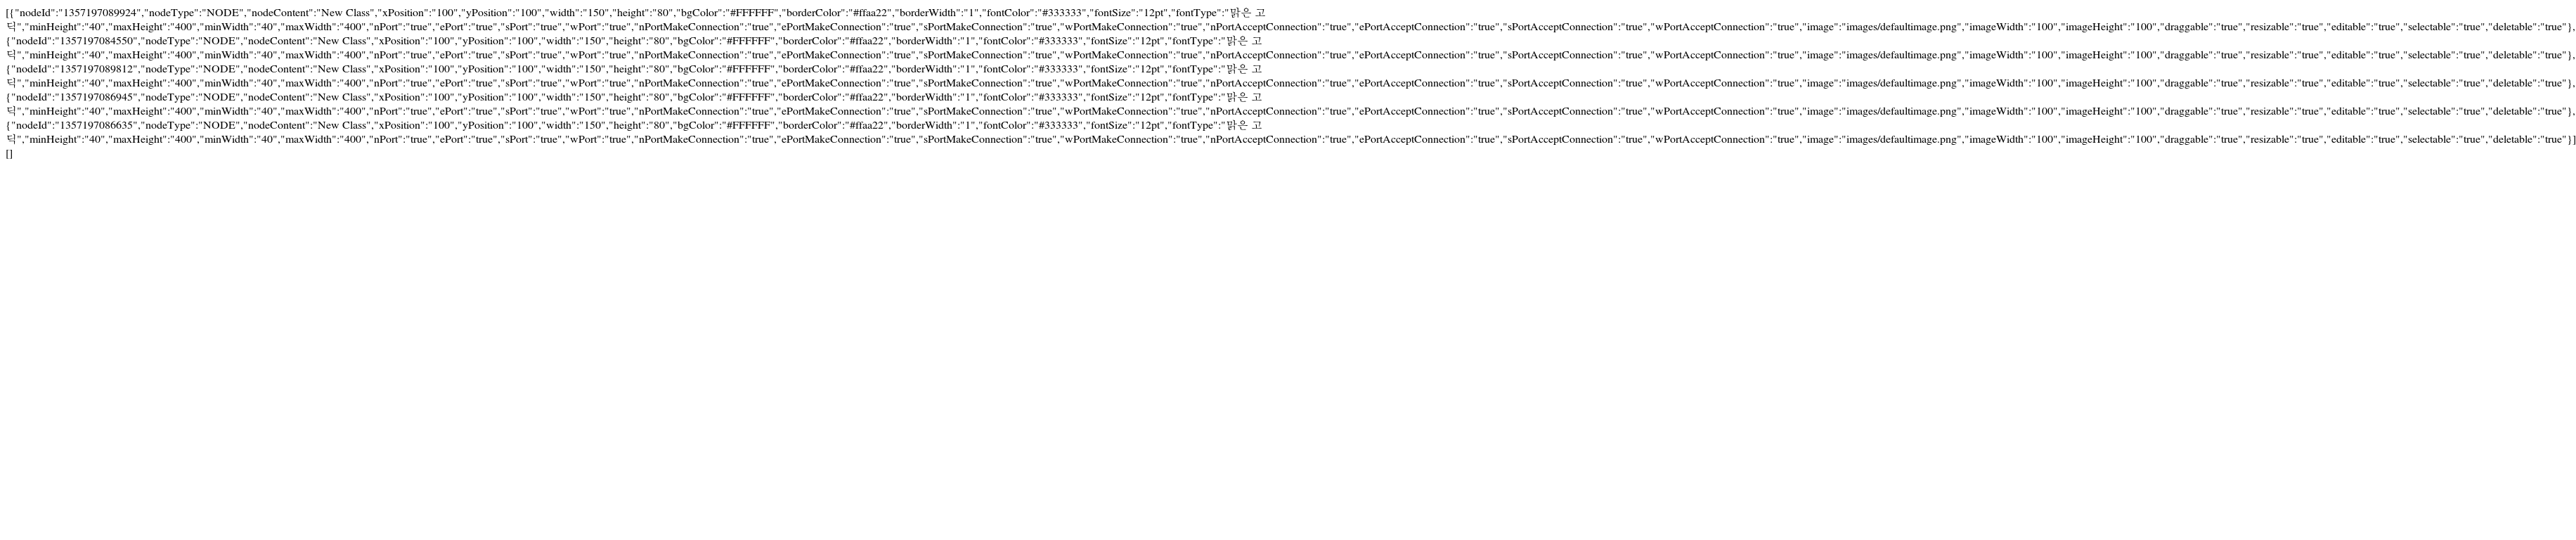 [{"nodeId":"1357197089924","nodeType":"NODE","nodeContent":"New Class","xPosition":"100","yPosition":"100","width":"150","height":"80","bgColor":"#FFFFFF","borderColor":"#ffaa22","borderWidth":"1","fontColor":"#333333","fontSize":"12pt","fontType":"맑은 고
딕","minHeight":"40","maxHeight":"400","minWidth":"40","maxWidth":"400","nPort":"true","ePort":"true","sPort":"true","wPort":"true","nPortMakeConnection":"true","ePortMakeConnection":"true","sPortMakeConnection":"true","wPortMakeConnection":"true","nPortAcceptConnection":"true","ePortAcceptConnection":"true","sPortAcceptConnection":"true","wPortAcceptConnection":"true","image":"images/defaultimage.png","imageWidth":"100","imageHeight":"100","draggable":"true","resizable":"true","editable":"true","selectable":"true","deletable":"true"},
{"nodeId":"1357197084550","nodeType":"NODE","nodeContent":"New Class","xPosition":"100","yPosition":"100","width":"150","height":"80","bgColor":"#FFFFFF","borderColor":"#ffaa22","borderWidth":"1","fontColor":"#333333","fontSize":"12pt","fontType":"맑은 고
딕","minHeight":"40","maxHeight":"400","minWidth":"40","maxWidth":"400","nPort":"true","ePort":"true","sPort":"true","wPort":"true","nPortMakeConnection":"true","ePortMakeConnection":"true","sPortMakeConnection":"true","wPortMakeConnection":"true","nPortAcceptConnection":"true","ePortAcceptConnection":"true","sPortAcceptConnection":"true","wPortAcceptConnection":"true","image":"images/defaultimage.png","imageWidth":"100","imageHeight":"100","draggable":"true","resizable":"true","editable":"true","selectable":"true","deletable":"true"},
{"nodeId":"1357197089812","nodeType":"NODE","nodeContent":"New Class","xPosition":"100","yPosition":"100","width":"150","height":"80","bgColor":"#FFFFFF","borderColor":"#ffaa22","borderWidth":"1","fontColor":"#333333","fontSize":"12pt","fontType":"맑은 고
딕","minHeight":"40","maxHeight":"400","minWidth":"40","maxWidth":"400","nPort":"true","ePort":"true","sPort":"true","wPort":"true","nPortMakeConnection":"true","ePortMakeConnection":"true","sPortMakeConnection":"true","wPortMakeConnection":"true","nPortAcceptConnection":"true","ePortAcceptConnection":"true","sPortAcceptConnection":"true","wPortAcceptConnection":"true","image":"images/defaultimage.png","imageWidth":"100","imageHeight":"100","draggable":"true","resizable":"true","editable":"true","selectable":"true","deletable":"true"},
{"nodeId":"1357197086945","nodeType":"NODE","nodeContent":"New Class","xPosition":"100","yPosition":"100","width":"150","height":"80","bgColor":"#FFFFFF","borderColor":"#ffaa22","borderWidth":"1","fontColor":"#333333","fontSize":"12pt","fontType":"맑은 고
딕","minHeight":"40","maxHeight":"400","minWidth":"40","maxWidth":"400","nPort":"true","ePort":"true","sPort":"true","wPort":"true","nPortMakeConnection":"true","ePortMakeConnection":"true","sPortMakeConnection":"true","wPortMakeConnection":"true","nPortAcceptConnection":"true","ePortAcceptConnection":"true","sPortAcceptConnection":"true","wPortAcceptConnection":"true","image":"images/defaultimage.png","imageWidth":"100","imageHeight":"100","draggable":"true","resizable":"true","editable":"true","selectable":"true","deletable":"true"},
{"nodeId":"1357197086635","nodeType":"NODE","nodeContent":"New Class","xPosition":"100","yPosition":"100","width":"150","height":"80","bgColor":"#FFFFFF","borderColor":"#ffaa22","borderWidth":"1","fontColor":"#333333","fontSize":"12pt","fontType":"맑은 고
딕","minHeight":"40","maxHeight":"400","minWidth":"40","maxWidth":"400","nPort":"true","ePort":"true","sPort":"true","wPort":"true","nPortMakeConnection":"true","ePortMakeConnection":"true","sPortMakeConnection":"true","wPortMakeConnection":"true","nPortAcceptConnection":"true","ePortAcceptConnection":"true","sPortAcceptConnection":"true","wPortAcceptConnection":"true","image":"images/defaultimage.png","imageWidth":"100","imageHeight":"100","draggable":"true","resizable":"true","editable":"true","selectable":"true","deletable":"true"}]
[]